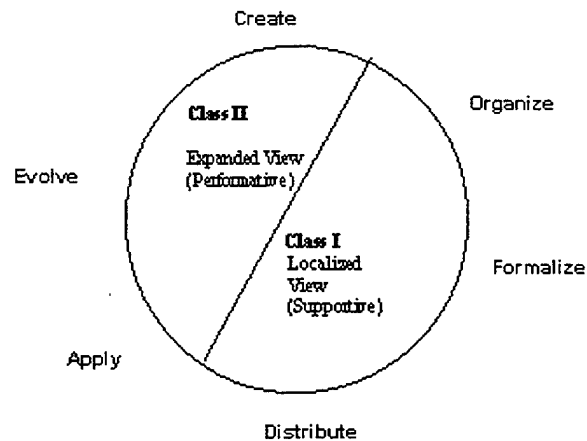 Create
Organize
Class II
Expanded View
(Performative)
Evolve
Class I
Localized
View
(Supportive)
Formalize
Apply
Distribute